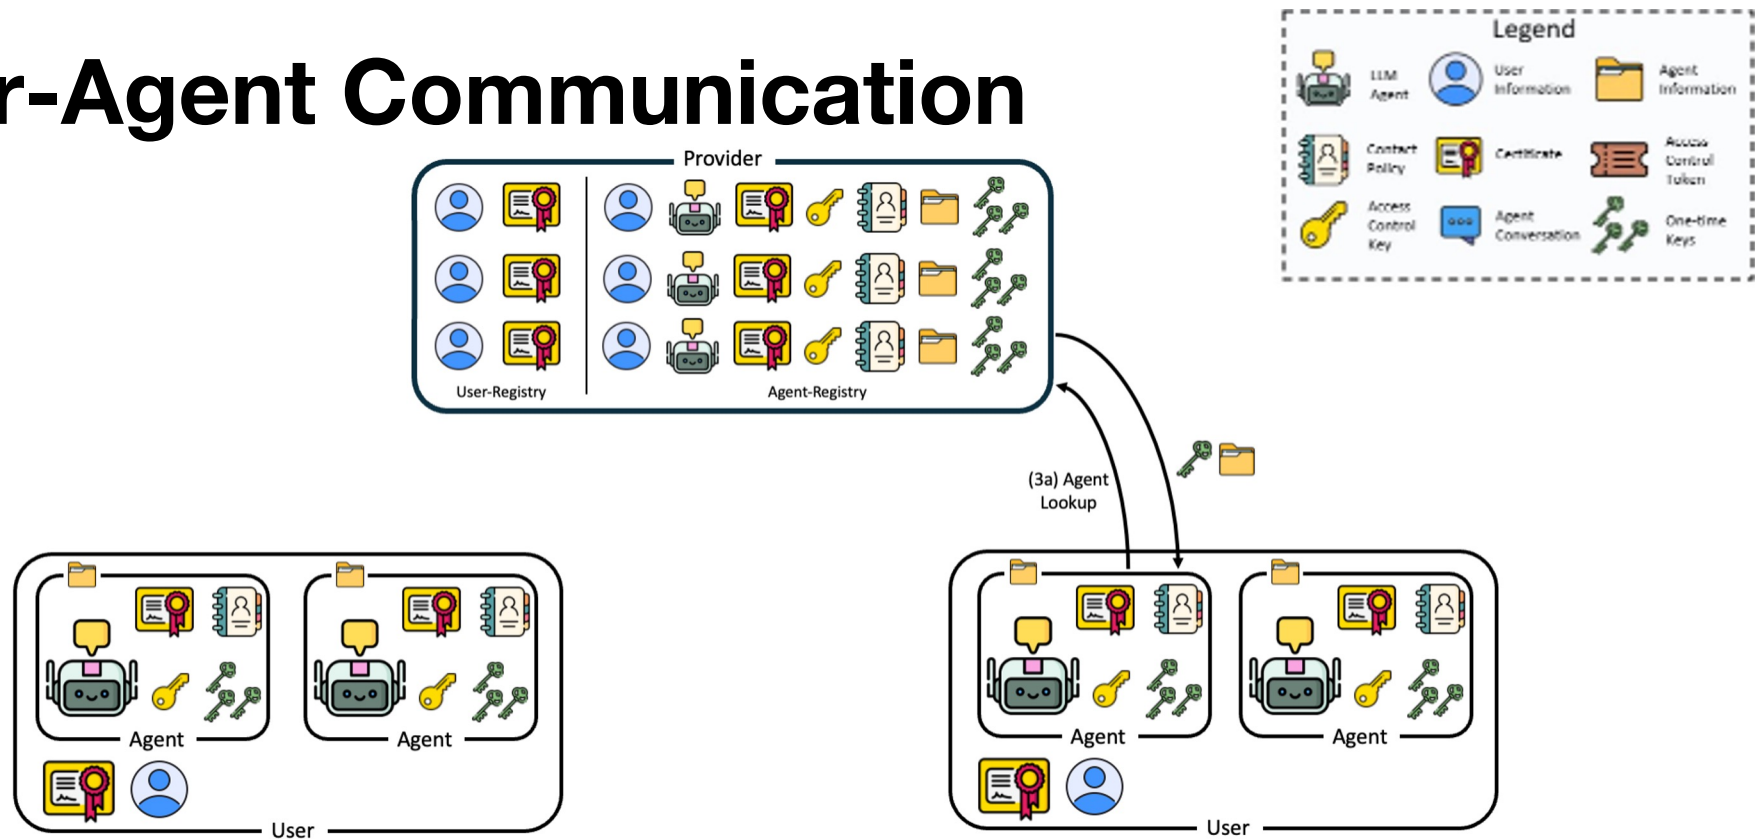 r-Agent Communication
Legend
LLM
Agent
User
Information
Agent
Information
Contact
Policy
Certificate
Access
Control
Token
Access
Control
Key
Agent
Conversation
One-time
Keys
Provider
User-Registry
Agent-Registry
(3a) Agent
Lookup
Agent
Agent
User
Agent
Agent
User